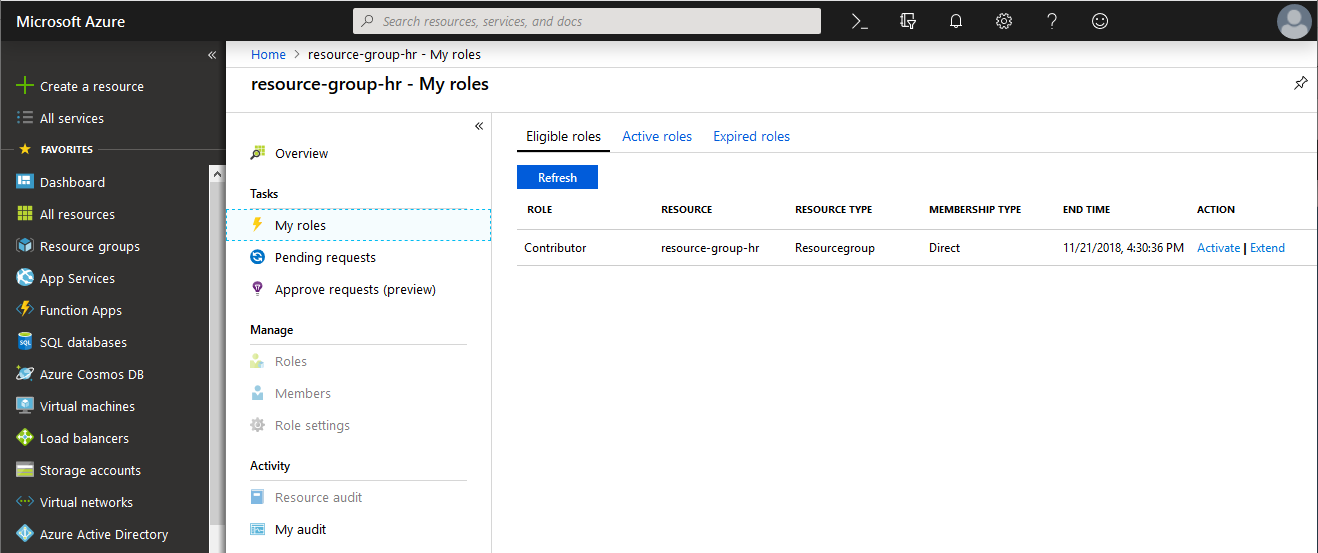 Microsoft Azure
Search resources, services, and docs
«
Create a resource
All services
FAVORITES
Dashboard
All resources
Resource groups
App Services
Function Apps
SQL databases
Azure Cosmos DB
Virtual machines
Load balancers
Storage accounts
Virtual networks
Azure Active Directory
Home > resource-group-hr - My roles
resource-group-hr - My roles
«
Overview
Tasks
My roles
Pending requests
Approve requests (preview)
Manage
Roles
Members
Role settings
Activity
Resource audit
My audit
Eligible roles Active roles Expired roles
Refresh
ROLE RESOURCE RESOURCE TYPE MEMBERSHIP TYPE END TIME ACTION
Contributor resource-group-hr Resourcegroup Direct 11/21/2018, 4:30:36 PM Activate | Extend